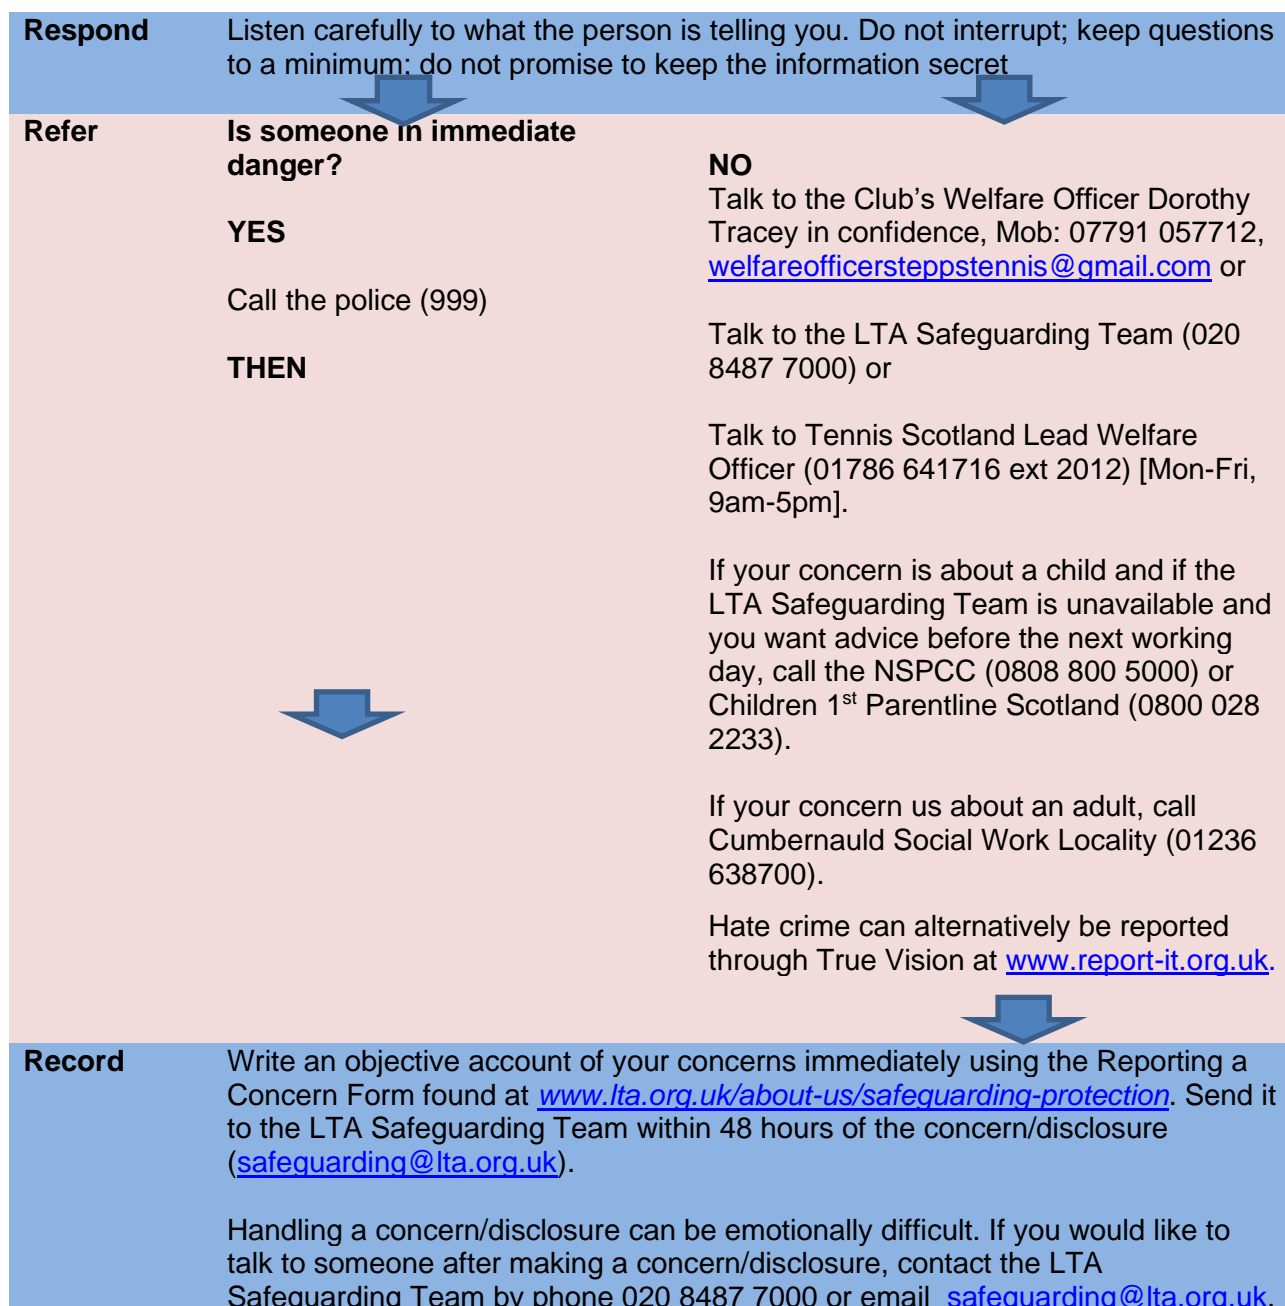 Respond
Listen carefully to what the person is telling you. Do not interrupt; keep questions
to a minimum; do not promise to keep the information secret
Refer
Is someone in immediate
danger?
YES
Call the police (999)
THEN
NO
Talk to the Club’s Welfare Officer Dorothy
Tracey in confidence, Mob: 07791 057712,
welfareofficersteppstennis@gmail.com or
Talk to the LTA Safeguarding Team (020
8487 7000) or
Talk to Tennis Scotland Lead Welfare
Officer (01786 641716 ext 2012) [Mon-Fri,
9am-5pm].
If your concern is about a child and if the
LTA Safeguarding Team is unavailable and
you want advice before the next working
day, call the NSPCC (0808 800 5000) or
Children 1st Parentline Scotland (0800 028
2233).
If your concern us about an adult, call
Cumbernauld Social Work Locality (01236
638700).
Hate crime can alternatively be reported
through True Vision at www.report-it.org.uk.
Record
Write an objective account of your concerns immediately using the Reporting a
Concern Form found at www.lta.org.uk/about-us/safeguarding-protection. Send it
to the LTA Safeguarding Team within 48 hours of the concern/disclosure
(safeguarding@lta.org.uk).
Handling a concern/disclosure can be emotionally difficult. If you would like to
talk to someone after making a concern/disclosure, contact the LTA
Safeguarding Team by phone 020 8487 7000 or email safeguarding@lta.org.uk.